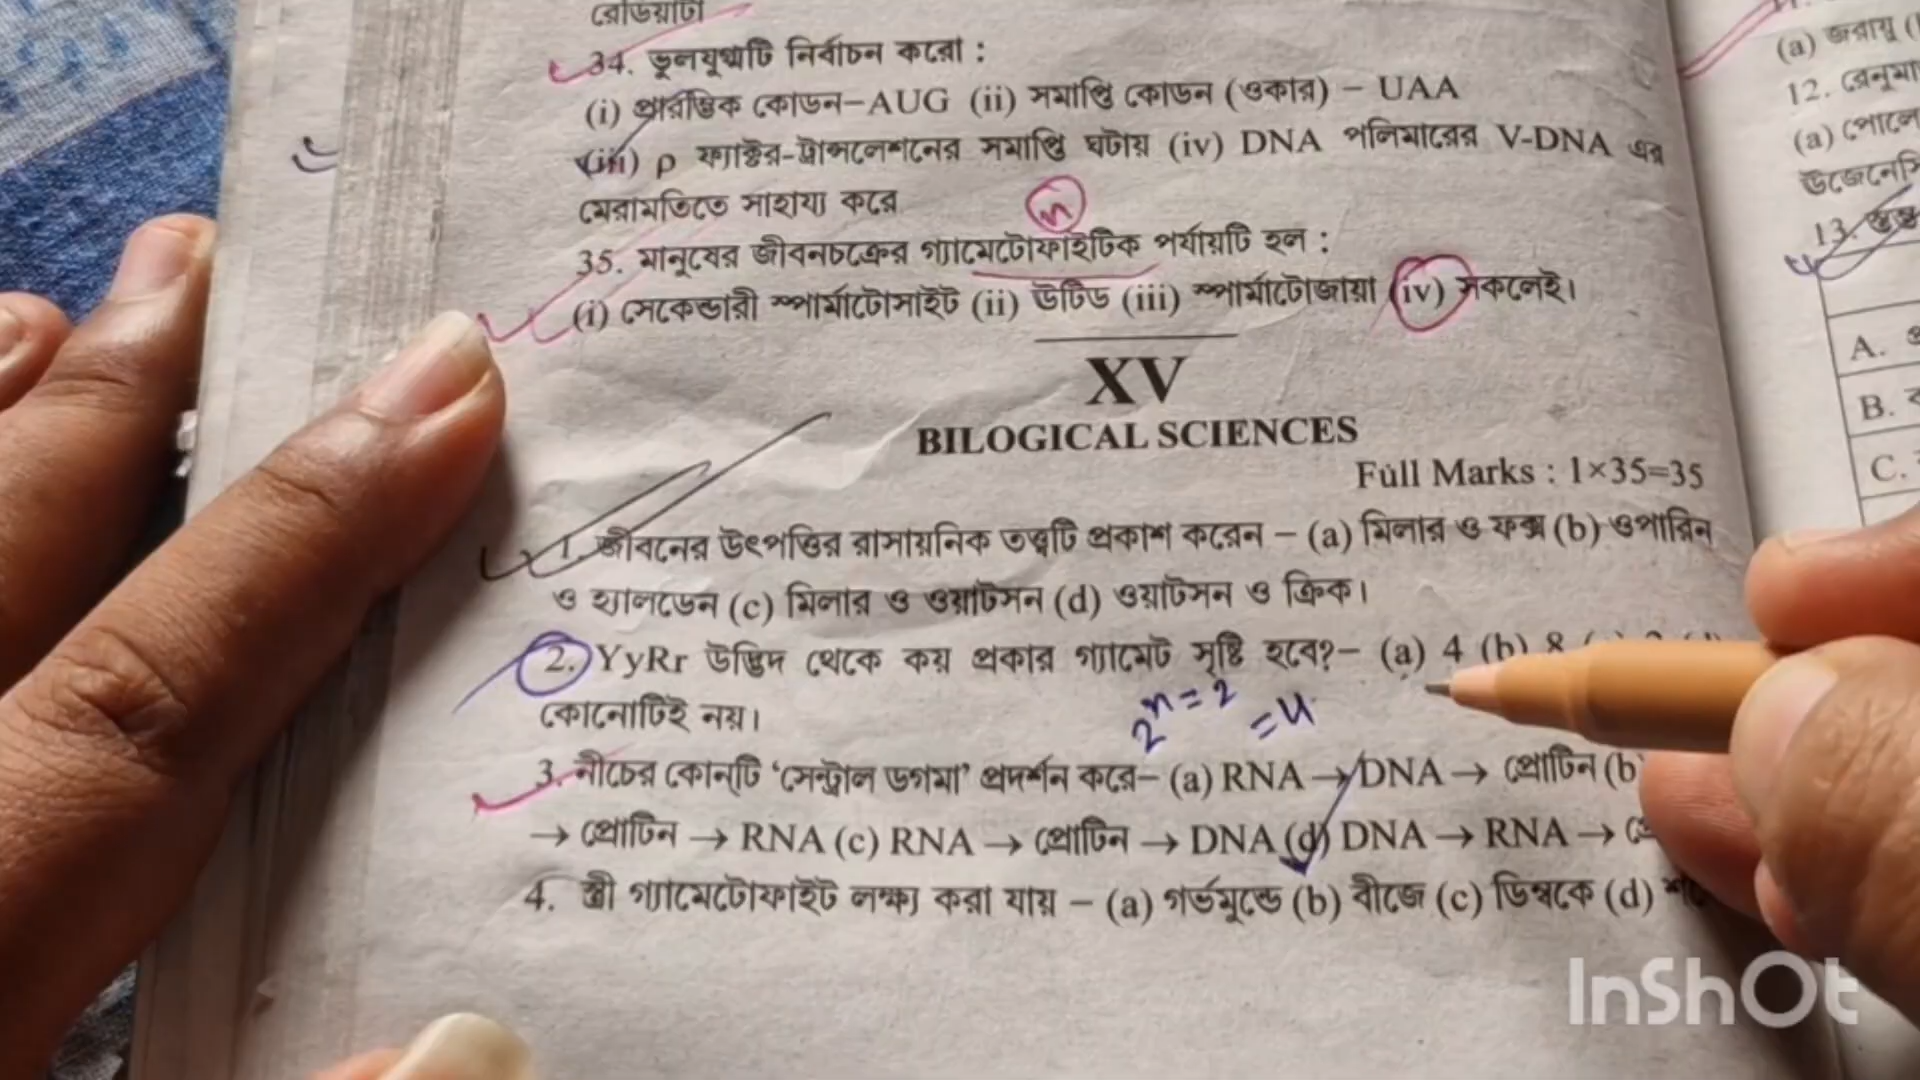 রেডিয়াটা
34. ভুলযুগ্মটি নির্বাচন করো :
(i) প্রারম্ভিক কোডন–AUG (ii) সমাপ্তি কোডন (ওকার) – UAA
(iii) ρ ফ্যাক্টর-ট্রান্সলেশনের সমাপ্তি ঘটায় (iv) DNA পলিমারের V-DNA এর
মেরামতিতে সাহায্য করে
n
35. মানুষের জীবনচক্রের গ্যামেটোফাইটিক পর্যায়টি হল :
(i) সেকেন্ডারী স্পার্মাটোসাইট (ii) উটিড (iii) স্পার্মাটোজোয়া (iv) সকলেই।
XV
BILOGICAL SCIENCES
Full Marks : 1×35=35
1. জীবনের উৎপত্তির রাসায়নিক তত্ত্বটি প্রকাশ করেন – (a) মিলার ও ফক্স (b) ওপারিন
ও হ্যালডেন (c) মিলার ও ওয়াটসন (d) ওয়াটসন ও ক্রিক।
2. YyRr উদ্ভিদ থেকে কয় প্রকার গ্যামেট সৃষ্টি হবে?– (a) 4 (b) 8
কোনোটিই নয়।
2^n=2
=4
3. নীচের কোন্‌টি ‘সেন্ট্রাল ডগমা’ প্রদর্শন করে– (a) RNA → DNA → প্রোটিন (b)
→ প্রোটিন → RNA (c) RNA → প্রোটিন → DNA (d) DNA → RNA →
4. স্ত্রী গ্যামেটোফাইট লক্ষ্য করা যায় – (a) গর্ভমুন্ডে (b) বীজে (c) ডিম্বকে (d)
(a) জরায়ু
12.
(a)
13.
A.
B.
C.
InShOt